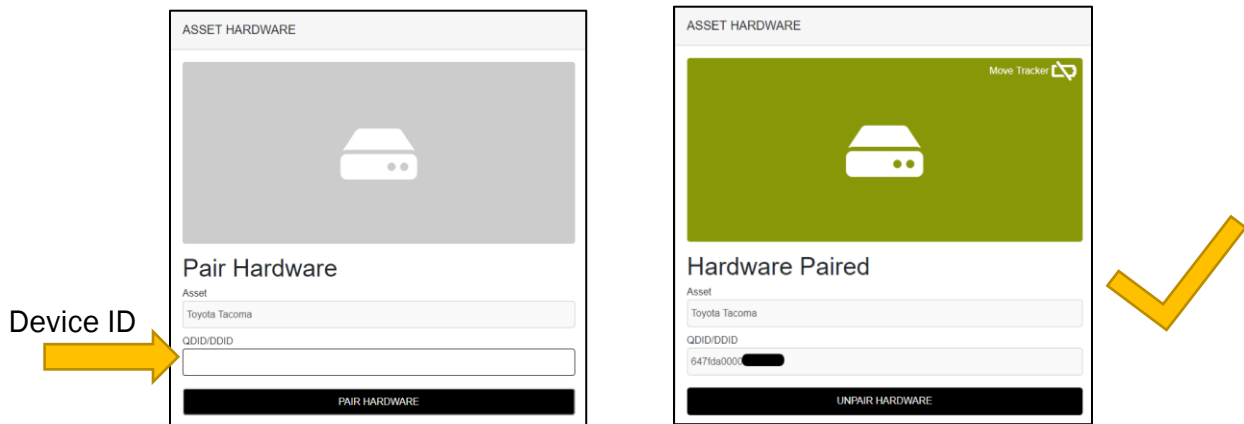 ASSET HARDWARE
Pair Hardware
Asset
Toyota Tacoma
Device ID
QDID/DDID
PAIR HARDWARE
ASSET HARDWARE
Move Tracker
Hardware Paired
Asset
Toyota Tacoma
QDID/DDID
647fda0000
UNPAIR HARDWARE